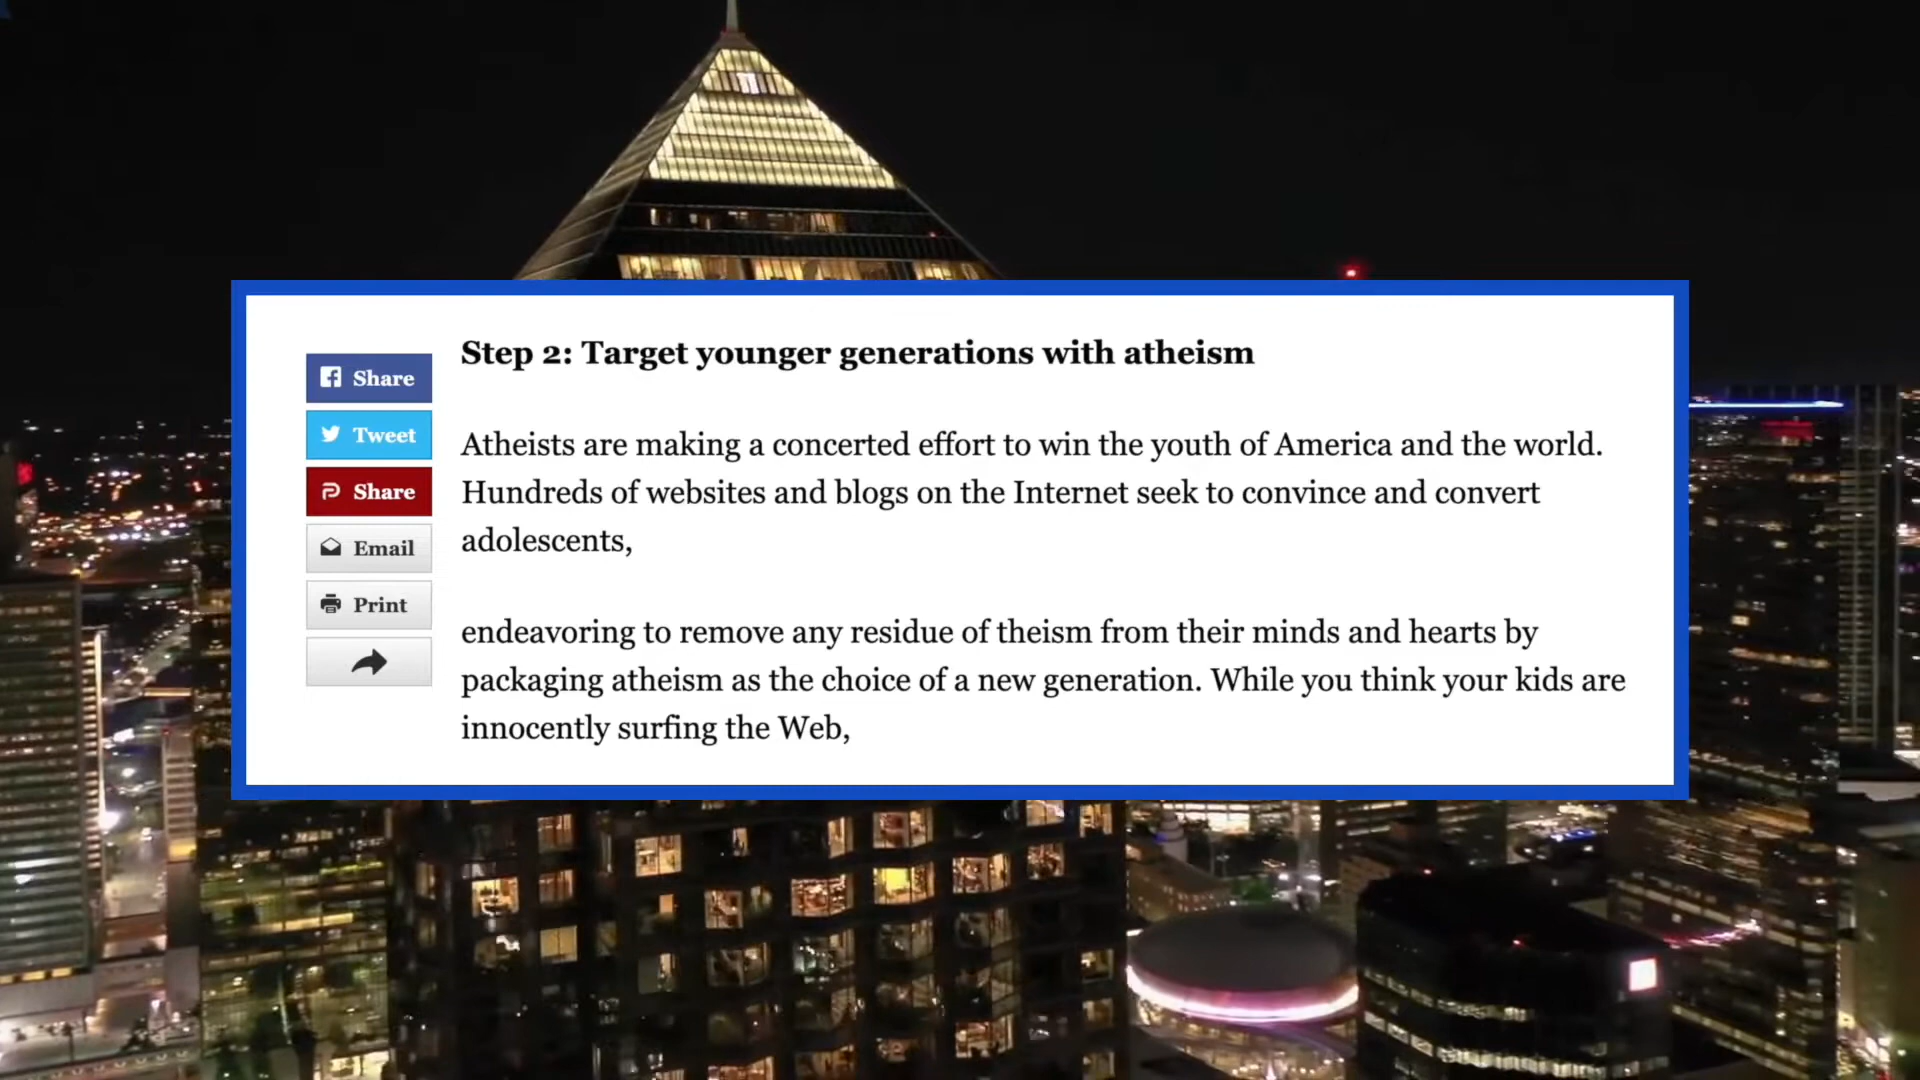 Step 2: Target younger generations with atheism
Share
Tweet
Share
Email
Print
Atheists are making a concerted effort to win the youth of America and the world.
Hundreds of websites and blogs on the Internet seek to convince and convert
adolescents,
endeavoring to remove any residue of theism from their minds and hearts by
packaging atheism as the choice of a new generation. While you think your kids are
innocently surfing the Web,